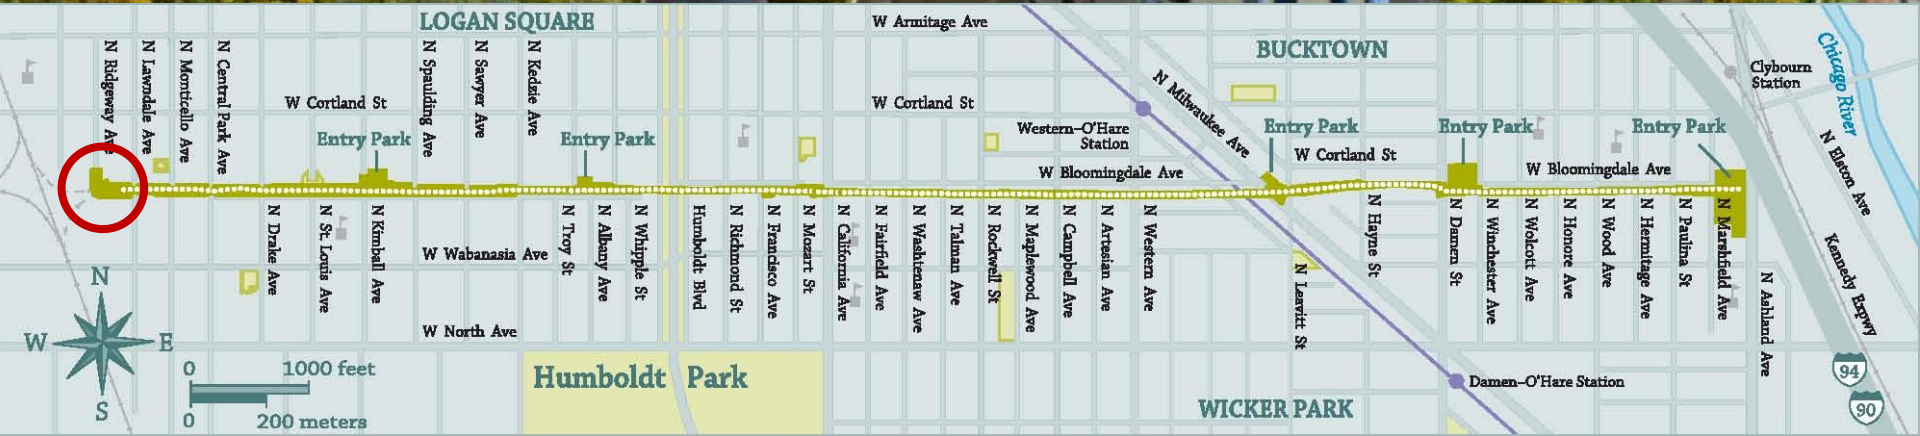 LOGAN SQUARE
W Armitage Ave
BUCKTOWN
Chicago River
Clybourn
Station
N Ridgeway Ave
N Lawndale Ave
N Monticello Ave
N Central Park Ave
W Cortland St
N Spaulding Ave
N Sawyer Ave
N Kedzie Ave
W Cortland St
N Milwaukee Ave
Western–O'Hare
Station
Entry Park
Entry Park
Entry Park
Entry Park
Entry Park
W Cortland St
N Elston Ave
W Bloomingdale Ave
W Bloomingdale Ave
N Drake Ave
N St. Louis Ave
N Kimball Ave
W Wabanasia Ave
N Troy St
N Albany Ave
N Whipple St
Humboldt Blvd
N Richmond St
N Francisco Ave
N Mozart St
N California Ave
N Fairfield Ave
N Washtenaw Ave
N Talman Ave
N Rockwell St
N Maplewood Ave
N Campbell Ave
N Artesian Ave
N Western Ave
N Leavitt St
N Hayne St
N Damen St
N Winchester Ave
N Wolcott Ave
N Honore Ave
N Wood Ave
N Hermitage Ave
N Paulina St
N Marshfield Ave
N Ashland Ave
Kennedy Expwy
N
W
E
S
W North Ave
0
1000 feet
0
200 meters
Humboldt Park
WICKER PARK
Damen–O'Hare Station
94
90